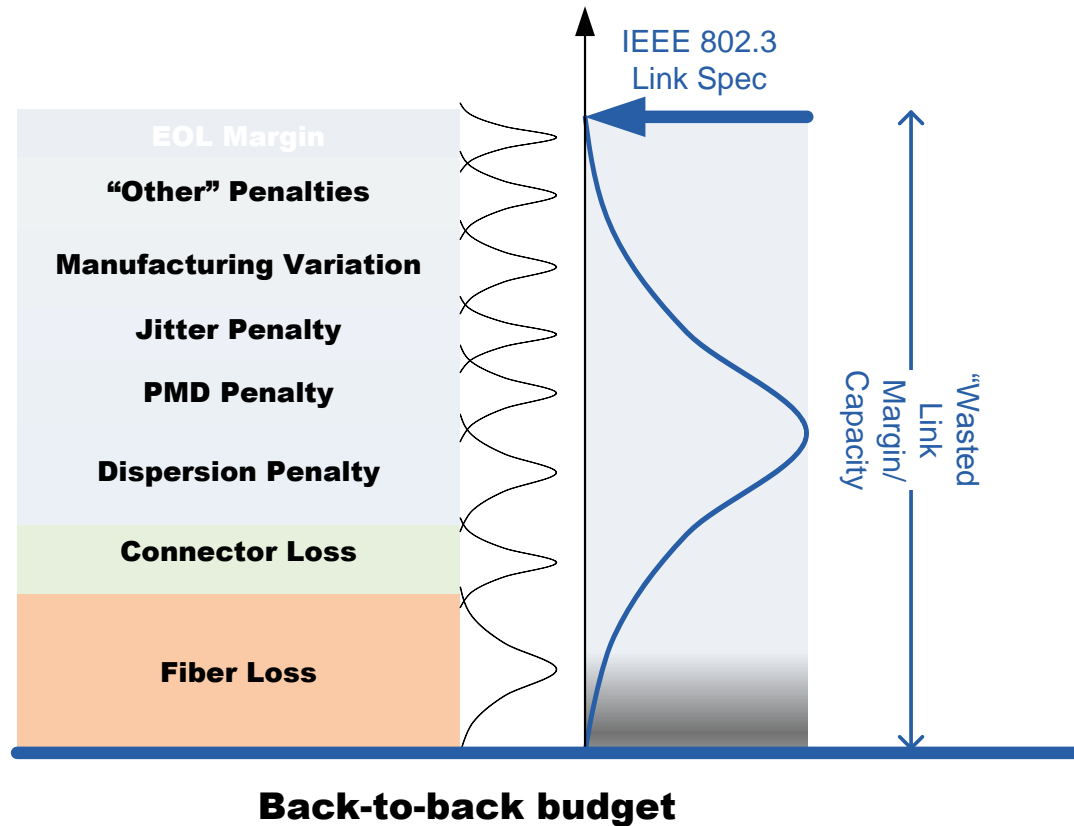 IEEE 802.3
Link Spec
EOL Margin
“Other” Penalties
Manufacturing Variation
Jitter Penalty
PMD Penalty
Dispersion Penalty
Connector Loss
Fiber Loss
“Wasted
Link
Margin/
Capacity
Back-to-back budget